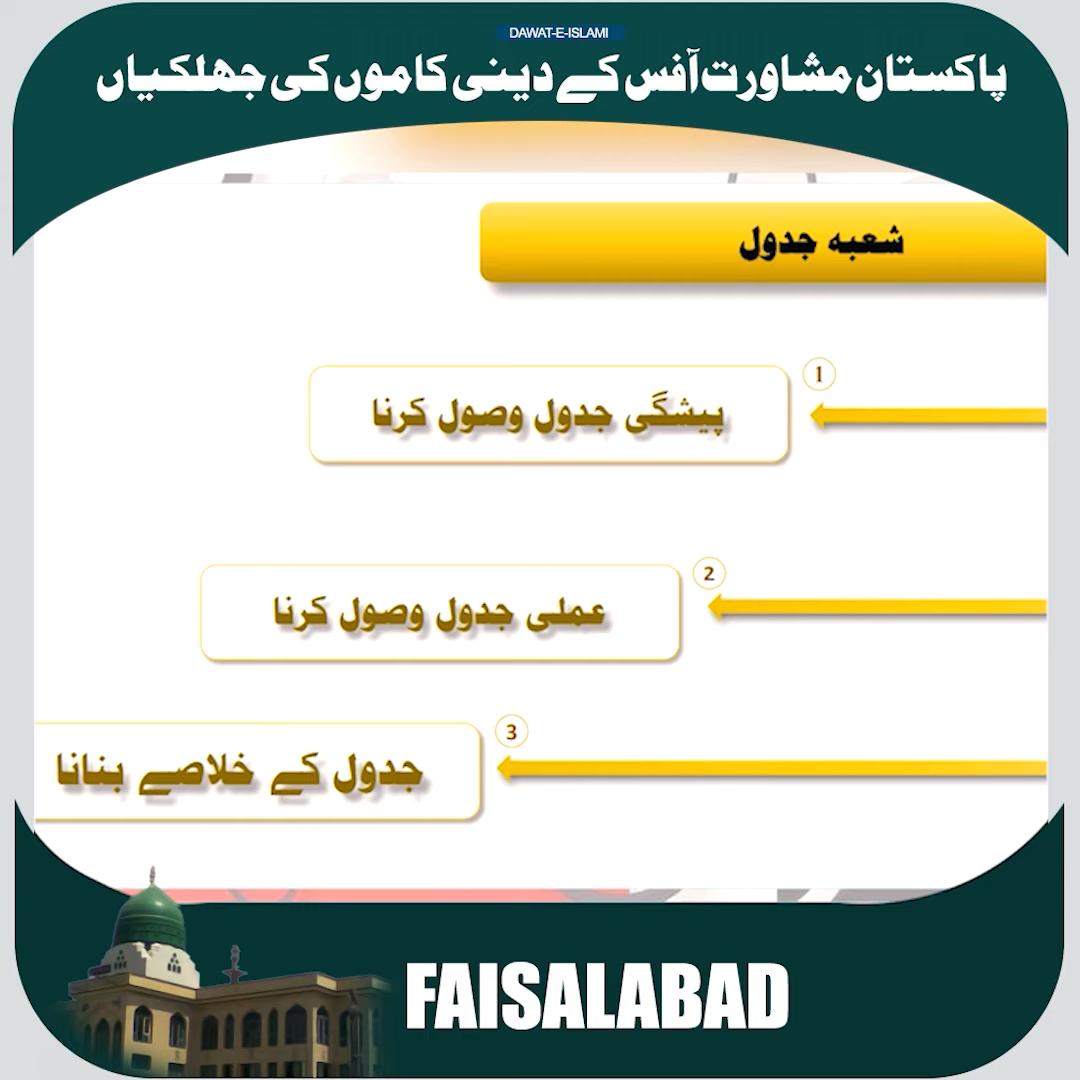 DAWAT-E-ISLAMI
پاکستان مشاورت آفس کے دینی کاموں کی جھلکیاں
شعبہ جدول
1
پیشگی جدول وصول کرنا
2
عملی جدول وصول کرنا
3
جدول کے خلاصے بنانا
FAISALABAD